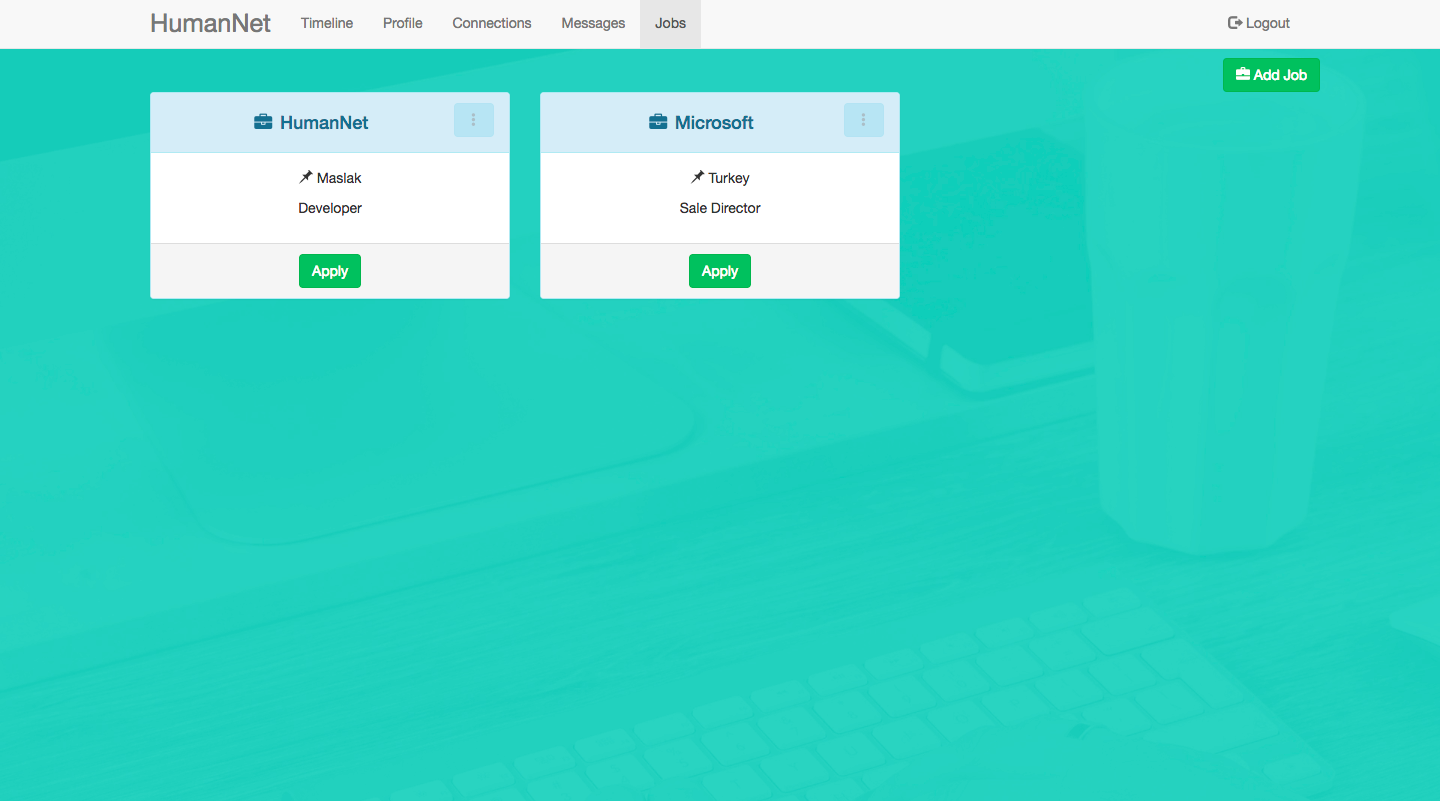 HumanNet Timeline Profile Connections Messages Jobs Logout
Add Job
HumanNet
Maslak
Developer
Apply
Microsoft
Turkey
Sale Director
Apply